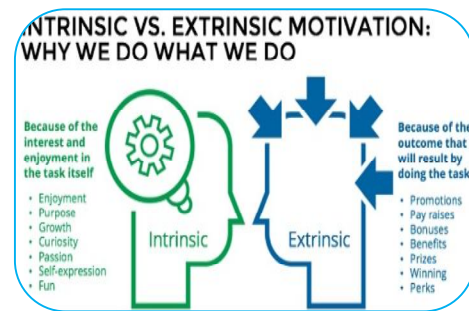 INTRINSIC VS. EXTRINSIC MOTIVATION:
WHY WE DO WHAT WE DO
Because of the
interest and
enjoyment in
the task itself
• Enjoyment
• Purpose
• Growth
• Curiosity
• Passion
• Self-expression
• Fun
Intrinsic
Extrinsic
Because of the
outcome that
will result by
doing the task
• Promotions
• Pay raises
• Bonuses
• Benefits
• Prizes
• Winning
• Perks